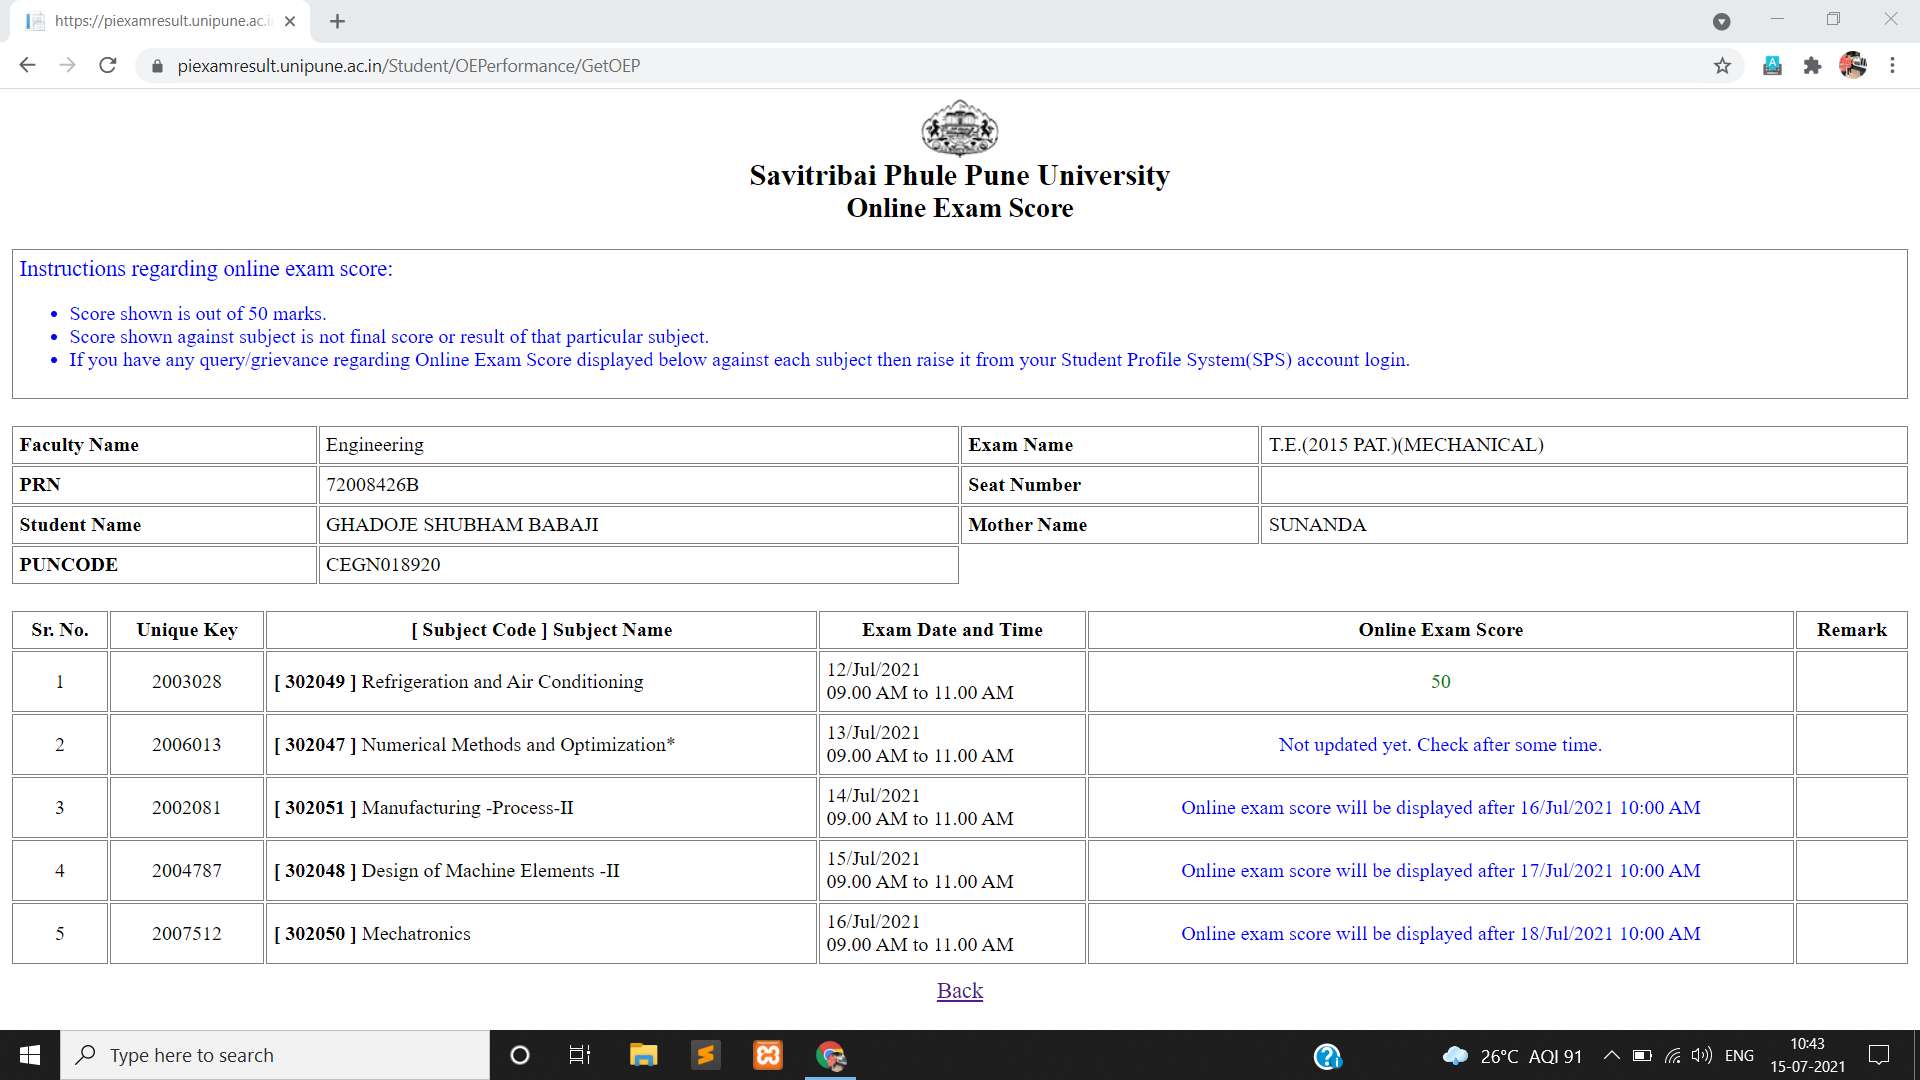 https://piexamresult.unipune.ac.i
piexamresult.unipune.ac.in/Student/OEPerformance/GetOEP
Savitribai Phule Pune University
Online Exam Score
Instructions regarding online exam score:
• Score shown is out of 50 marks.
• Score shown against subject is not final score or result of that particular subject.
• If you have any query/grievance regarding Online Exam Score displayed below against each subject then raise it from your Student Profile System(SPS) account login.
Faculty Name Engineering Exam Name T.E.(2015 PAT.)(MECHANICAL)
PRN 72008426B Seat Number
Student Name GHADOJE SHUBHAM BABAJI Mother Name SUNANDA
PUNCODE CEGN018920
Sr. No. Unique Key [ Subject Code ] Subject Name Exam Date and Time Online Exam Score Remark
1 2003028 [ 302049 ] Refrigeration and Air Conditioning 12/Jul/2021 09.00 AM to 11.00 AM 50
2 2006013 [ 302047 ] Numerical Methods and Optimization* 13/Jul/2021 09.00 AM to 11.00 AM Not updated yet. Check after some time.
3 2002081 [ 302051 ] Manufacturing -Process-II 14/Jul/2021 09.00 AM to 11.00 AM Online exam score will be displayed after 16/Jul/2021 10:00 AM
4 2004787 [ 302048 ] Design of Machine Elements -II 15/Jul/2021 09.00 AM to 11.00 AM Online exam score will be displayed after 17/Jul/2021 10:00 AM
5 2007512 [ 302050 ] Mechatronics 16/Jul/2021 09.00 AM to 11.00 AM Online exam score will be displayed after 18/Jul/2021 10:00 AM
Back
Type here to search 26°C AQI 91 ENG 10:43
15-07-2021